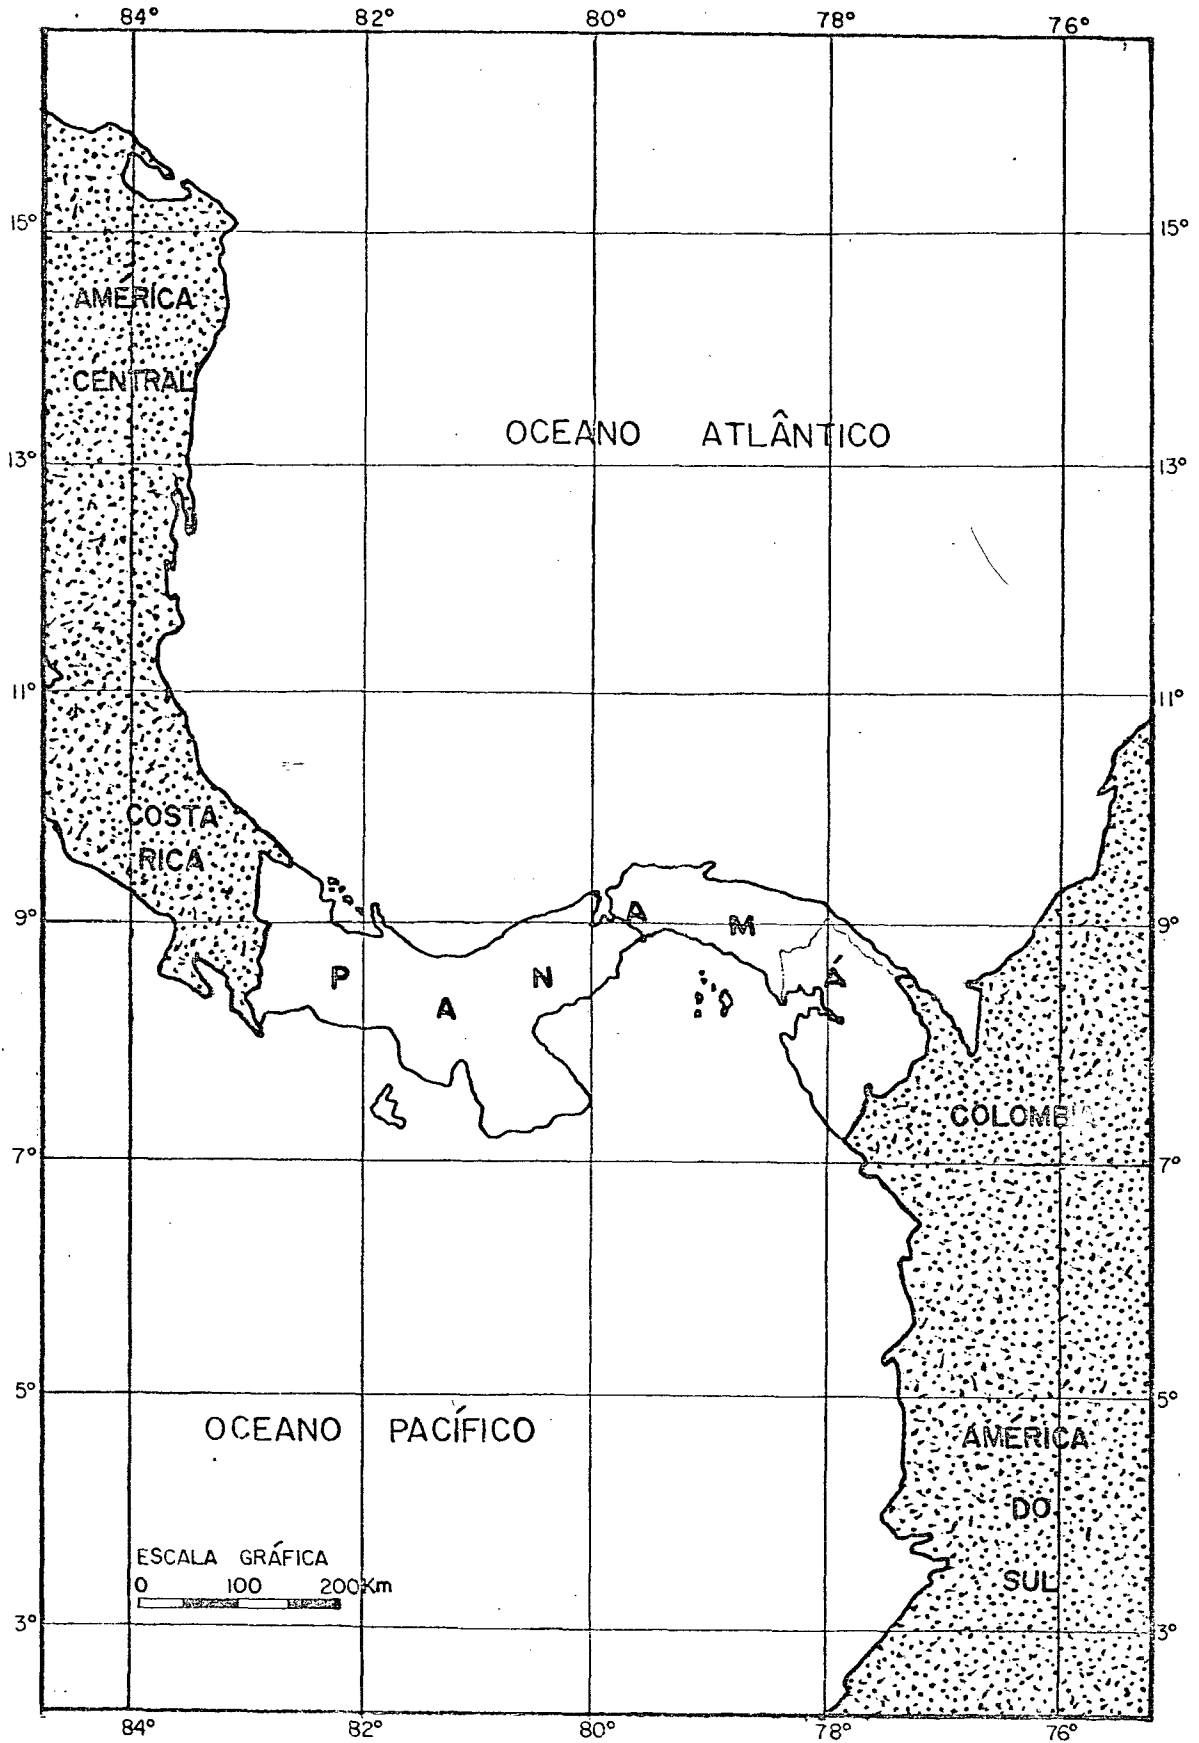 84° 82° 80° 78° 76°
15° 15°
AMÉRICA
CENTRAL
OCEANO ATLÂNTICO
13° 13°
11° 11°
COSTA
RICA
9° 9°
P A N A M Á
COLOMBIA
7° 7°
5° 5°
OCEANO PACÍFICO
AMÉRICA
DO
SUL
ESCALA GRÁFICA
0 100 200Km
3° 3°
84° 82° 80° 78° 76°